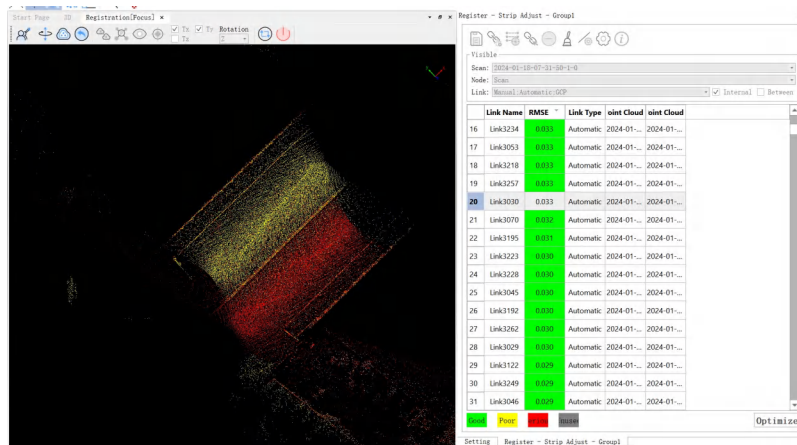 Start Page 3D Registration[Focus] ×
Tx Ty Rotation
Tz Z
Register - Strip Adjust - Group1
Visible
Scan: 2024-01-18-07-31-50-1-0
Node: Scan
Link: Manual;Automatic;GCP Internal Between
Link Name RMSE Link Type oint Cloud oint Cloud
16 Link3234 0.033 Automatic 2024-01-... 2024-01-...
17 Link3053 0.033 Automatic 2024-01-... 2024-01-...
18 Link3218 0.033 Automatic 2024-01-... 2024-01-...
19 Link3257 0.033 Automatic 2024-01-... 2024-01-...
20 Link3030 0.033 Automatic 2024-01-... 2024-01-...
21 Link3070 0.032 Automatic 2024-01-... 2024-01-...
22 Link3195 0.031 Automatic 2024-01-... 2024-01-...
23 Link3223 0.030 Automatic 2024-01-... 2024-01-...
24 Link3228 0.030 Automatic 2024-01-... 2024-01-...
25 Link3045 0.030 Automatic 2024-01-... 2024-01-...
26 Link3192 0.030 Automatic 2024-01-... 2024-01-...
27 Link3262 0.030 Automatic 2024-01-... 2024-01-...
28 Link3029 0.030 Automatic 2024-01-... 2024-01-...
29 Link3122 0.029 Automatic 2024-01-... 2024-01-...
30 Link3249 0.029 Automatic 2024-01-... 2024-01-...
31 Link3046 0.029 Automatic 2024-01-... 2024-01-...
Good Poor Optimize
Setting Register - Strip Adjust - Group1